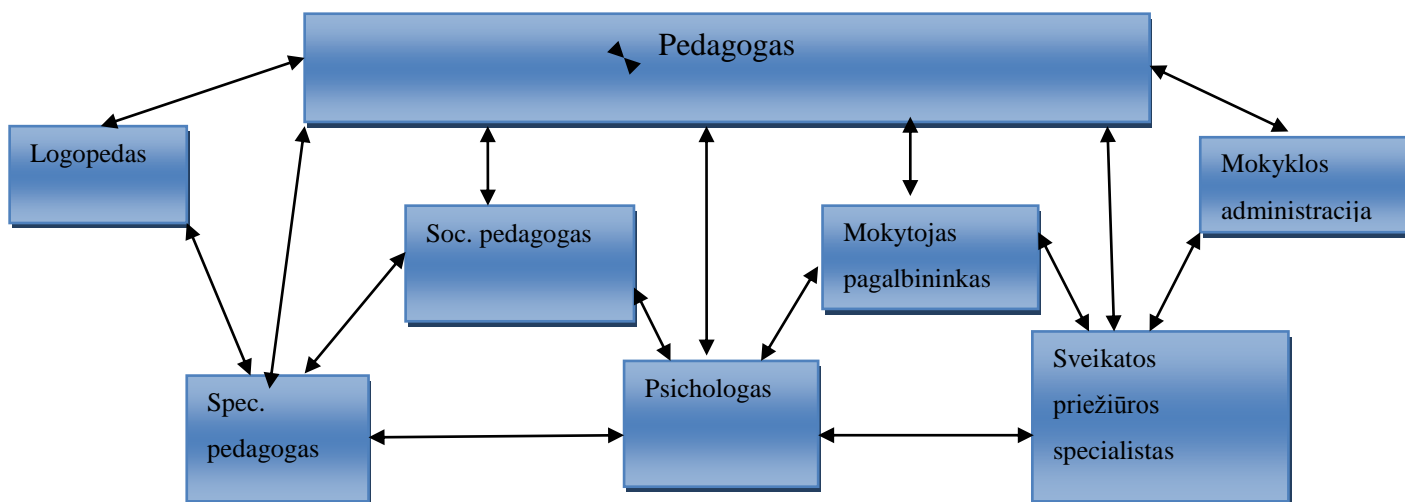 Pedagogas
Logopedas
Mokyklos
administracija
Soc. pedagogas
Mokytojas
pagalbininkas
Spec.
pedagogas
Psichologas
Sveikatos
priežiūros
specialistas